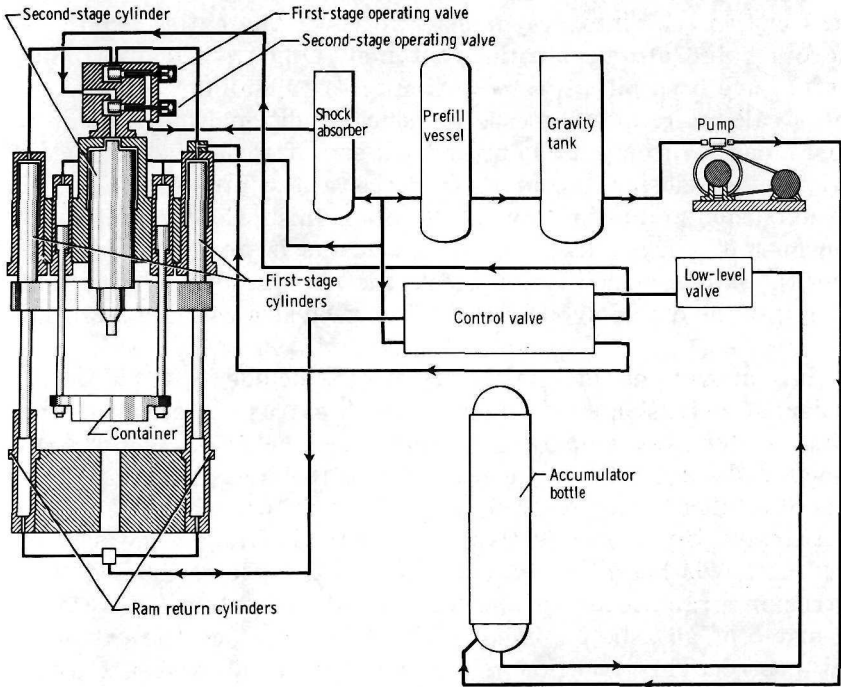 Second-stage cylinder
First-stage operating valve
Second-stage operating valve
Shock
absorber
Prefill
vessel
Gravity
tank
Pump
First-stage
cylinders
Low-level
valve
Control valve
Container
Accumulator
bottle
Ram return cylinders